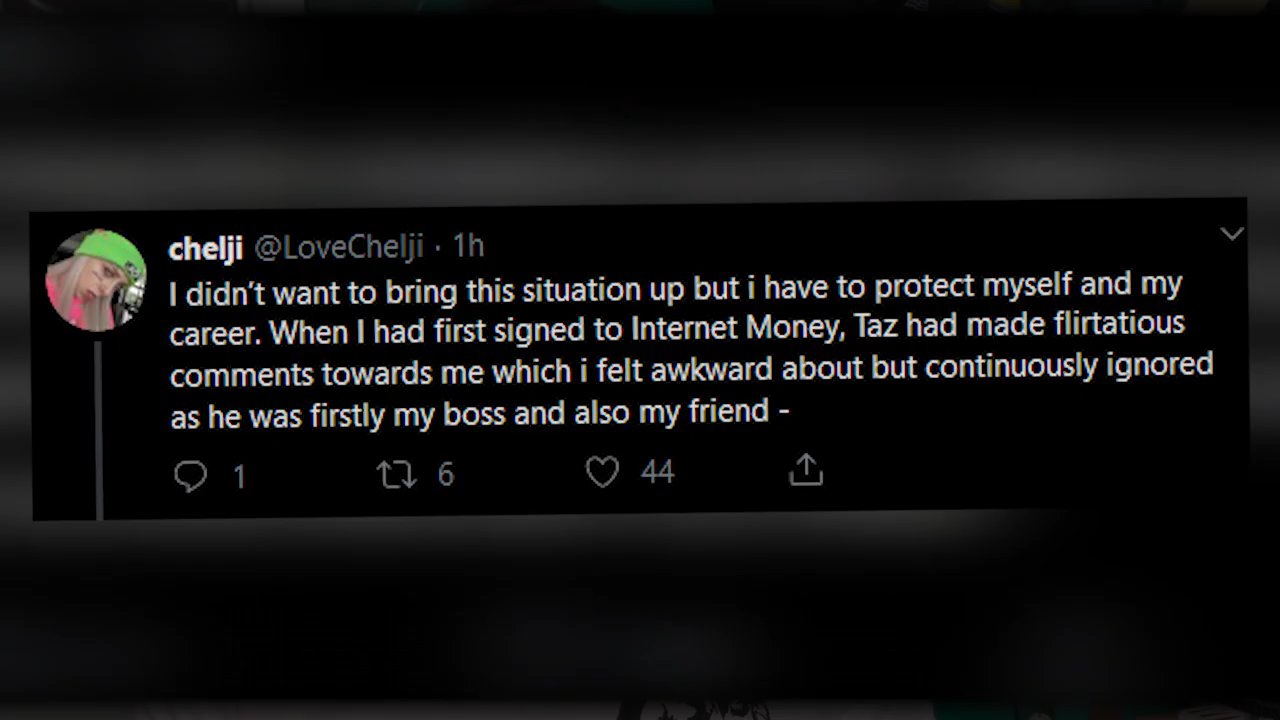 chelji @LoveChelji · 1h
I didn't want to bring this situation up but i have to protect myself and my
career. When I had first signed to Internet Money, Taz had made flirtatious
comments towards me which i felt awkward about but continuously ignored
as he was firstly my boss and also my friend -
1 6 44